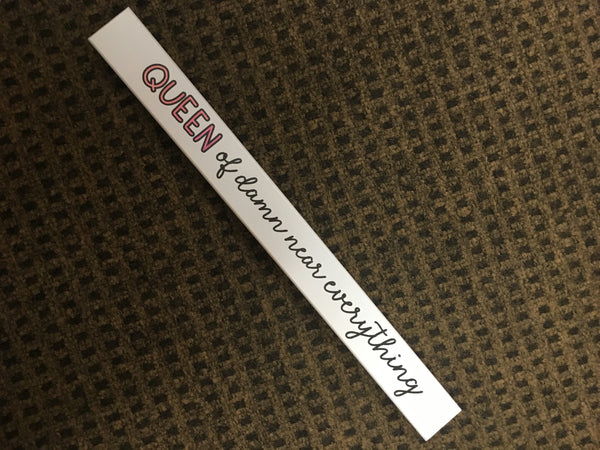 QUEEN of damn near everything